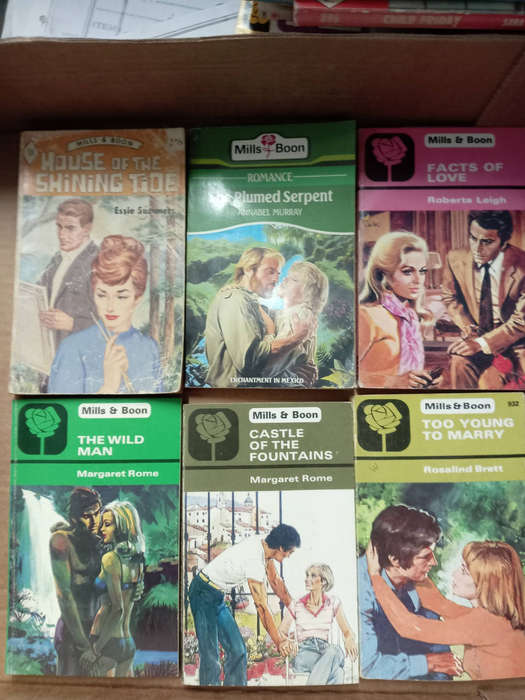 CHILD FRIDAY
MILLS & BOON
HOUSE OF THE
SHINING TIDE
Essie Summers
Mills & Boon
ROMANCE
The Plumed Serpent
ANNABEL MURRAY
ENCHANTMENT IN MEXICO
Mills & Boon
FACTS OF
LOVE
Roberta Leigh
Mills & Boon
THE WILD
MAN
Margaret Rome
Mills & Boon
CASTLE
OF THE
FOUNTAINS
Margaret Rome
Mills & Boon
932
TOO YOUNG
TO MARRY
Rosalind Brett